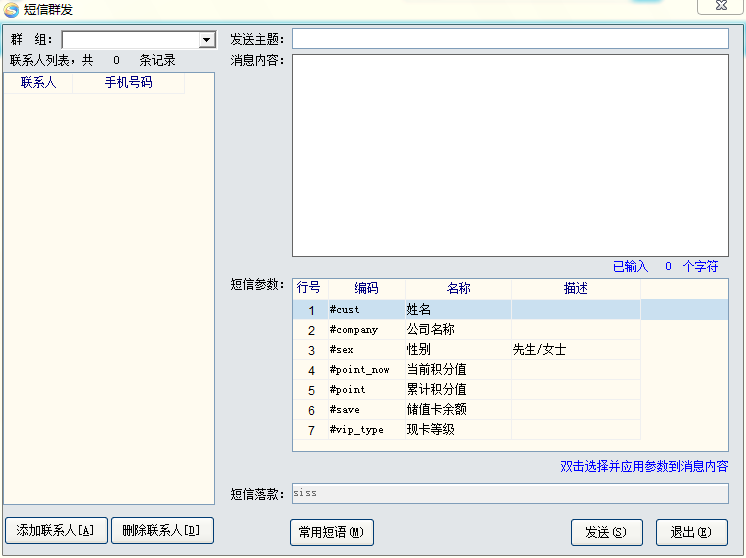 短信群发
群 组:
联系人列表，共 0 条记录
联系人 手机号码
添加联系人[A] 删除联系人[D]
发送主题:
消息内容:
已输入 0 个字符
短信参数:
行号 编码 名称 描述
1 #cust 姓名
2 #company 公司名称
3 #sex 性别 先生/女士
4 #point_now 当前积分值
5 #point 累计积分值
6 #save 储值卡余额
7 #vip_type 现卡等级
双击选择并应用参数到消息内容
短信落款: siss
常用短语(M) 发送(S) 退出(E)